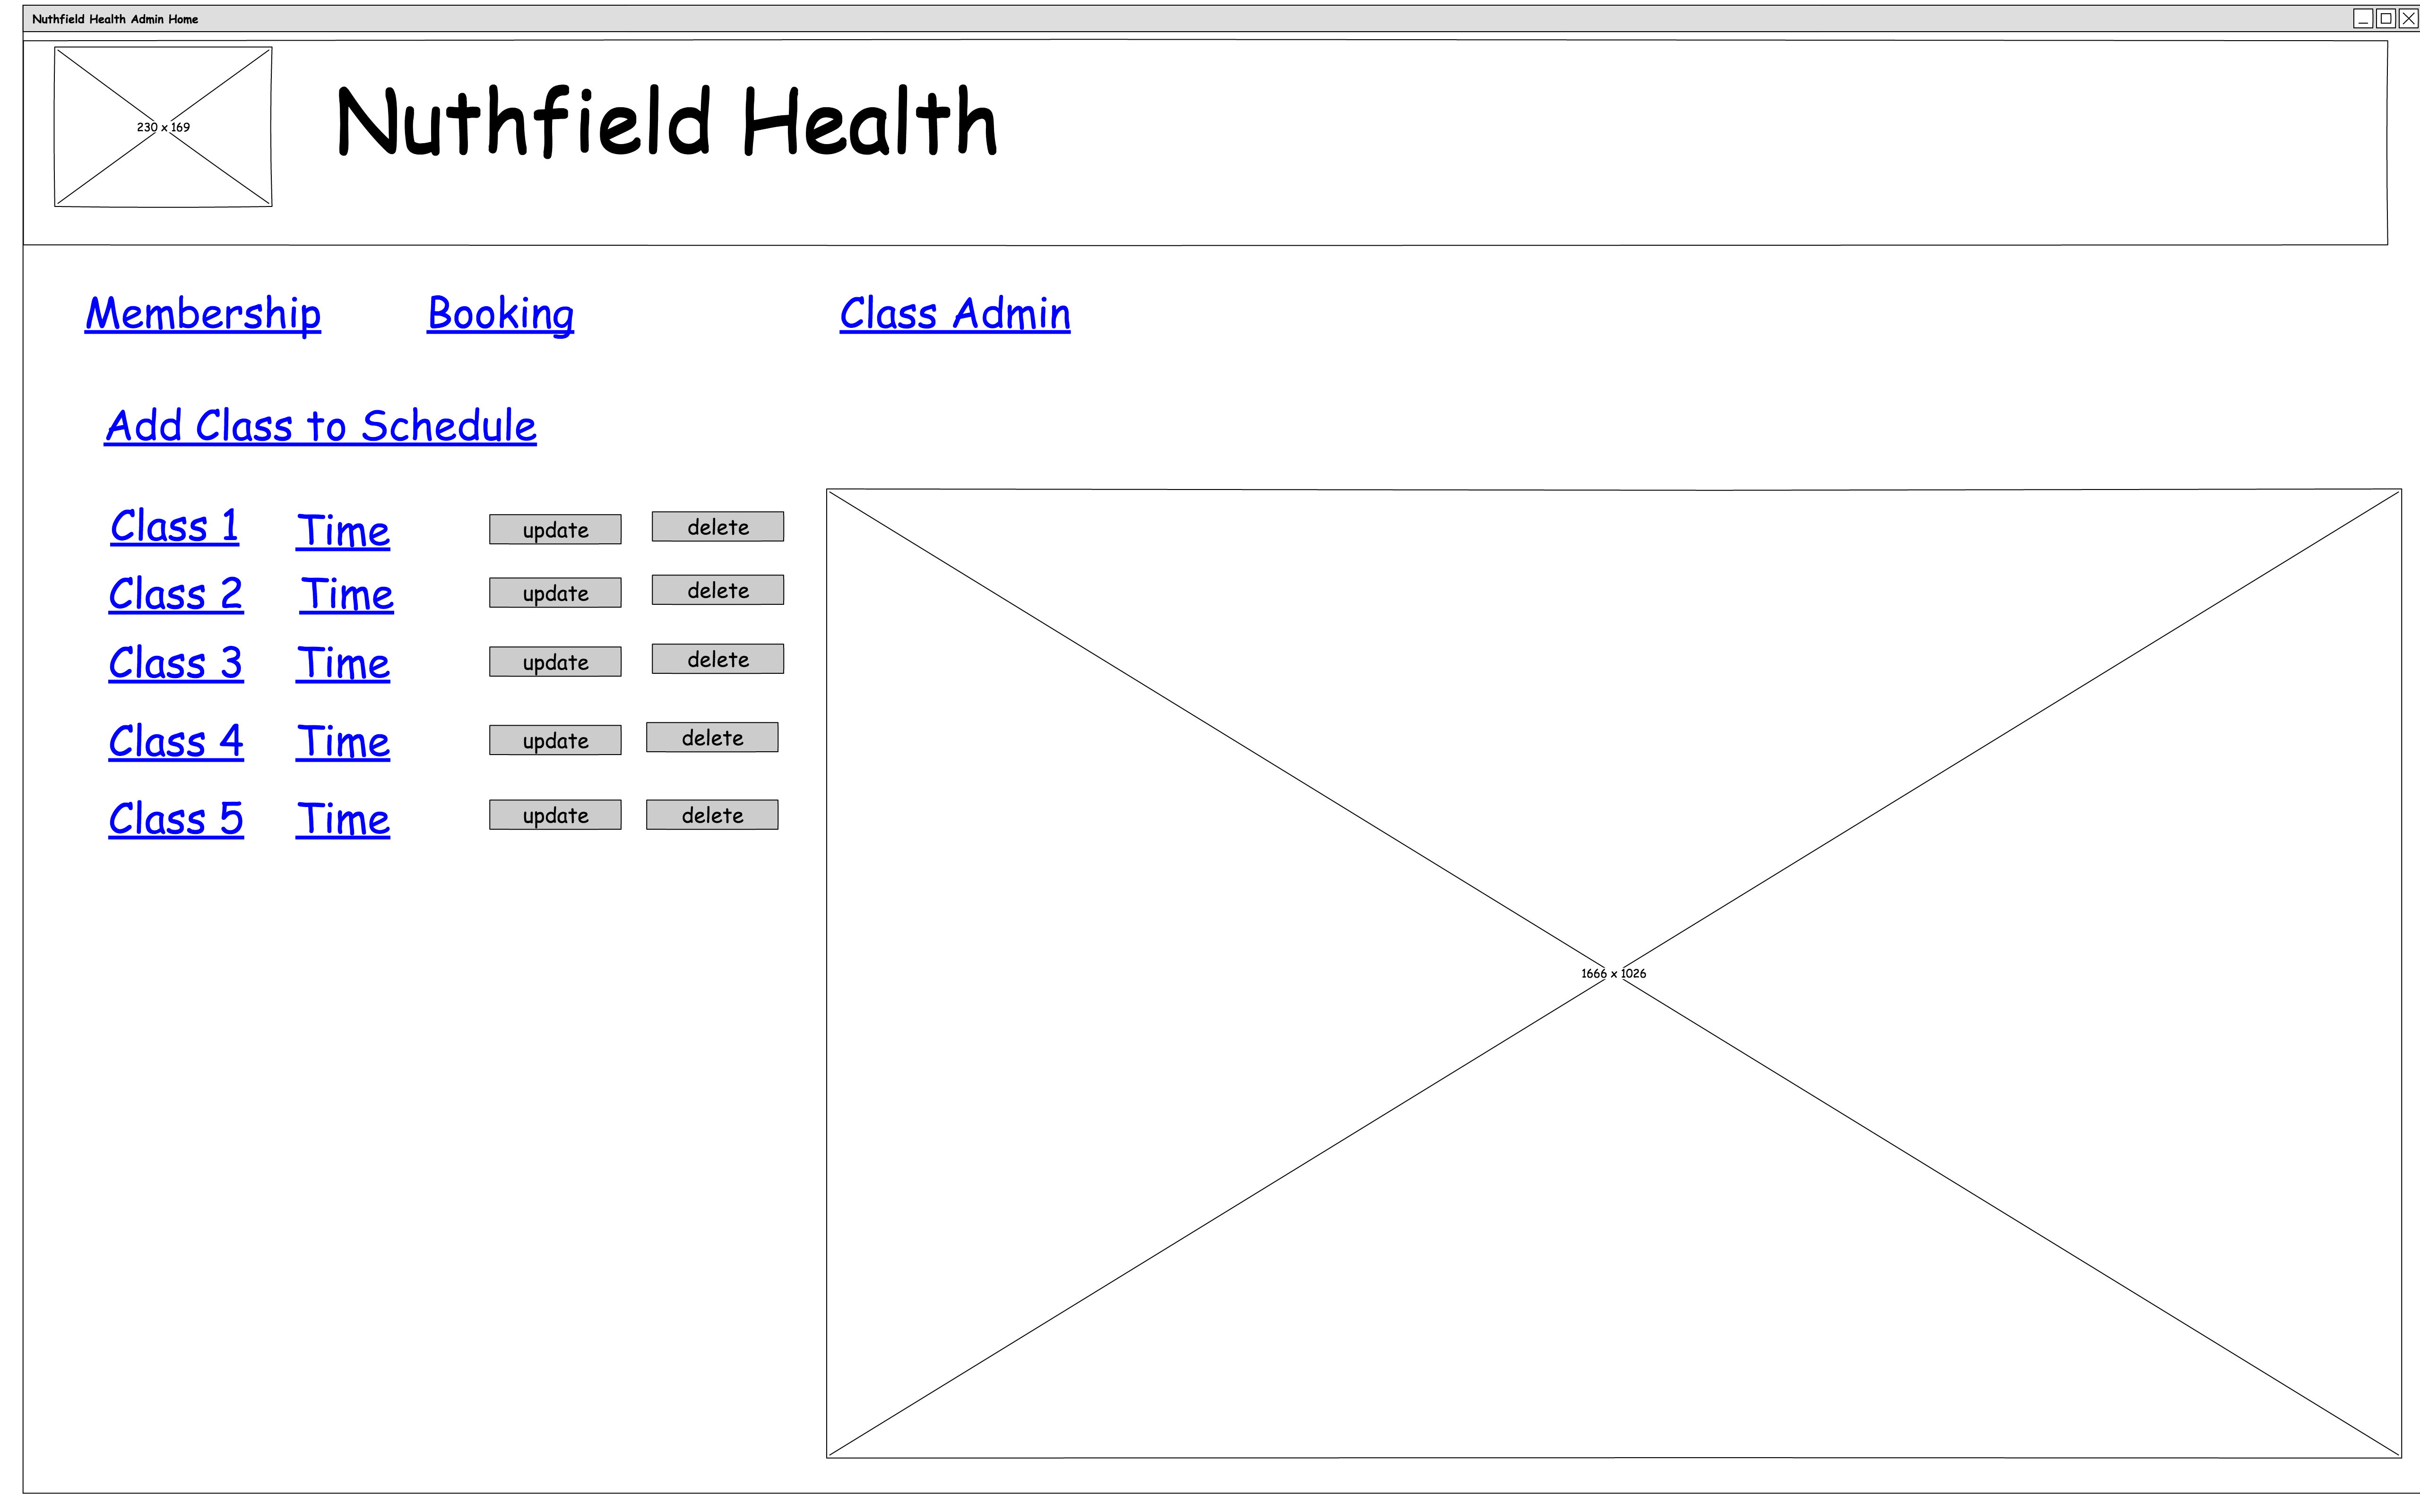 Nuthfield Health Admin Home
230 x 169
Nuthfield Health
Membership Booking Class Admin
Add Class to Schedule
Class 1 Time update delete
Class 2 Time update delete
Class 3 Time update delete
Class 4 Time update delete
Class 5 Time update delete
1666 x 1026